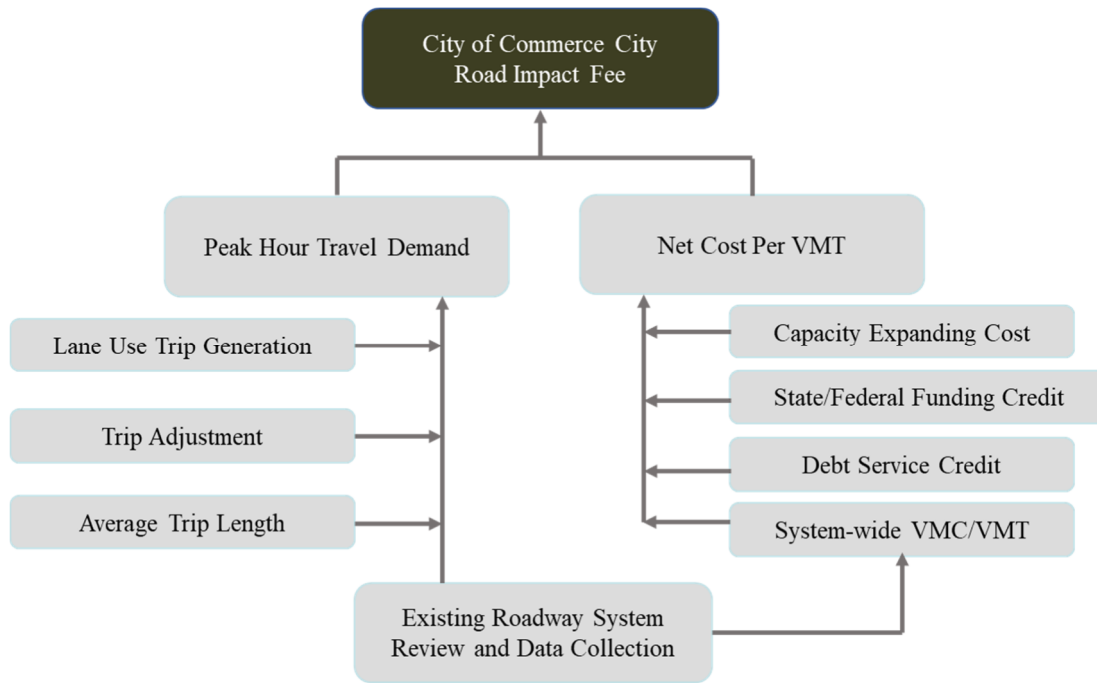 City of Commerce City
Road Impact Fee
Peak Hour Travel Demand
Net Cost Per VMT
Lane Use Trip Generation
Trip Adjustment
Average Trip Length
Capacity Expanding Cost
State/Federal Funding Credit
Debt Service Credit
System-wide VMC/VMT
Existing Roadway System
Review and Data Collection